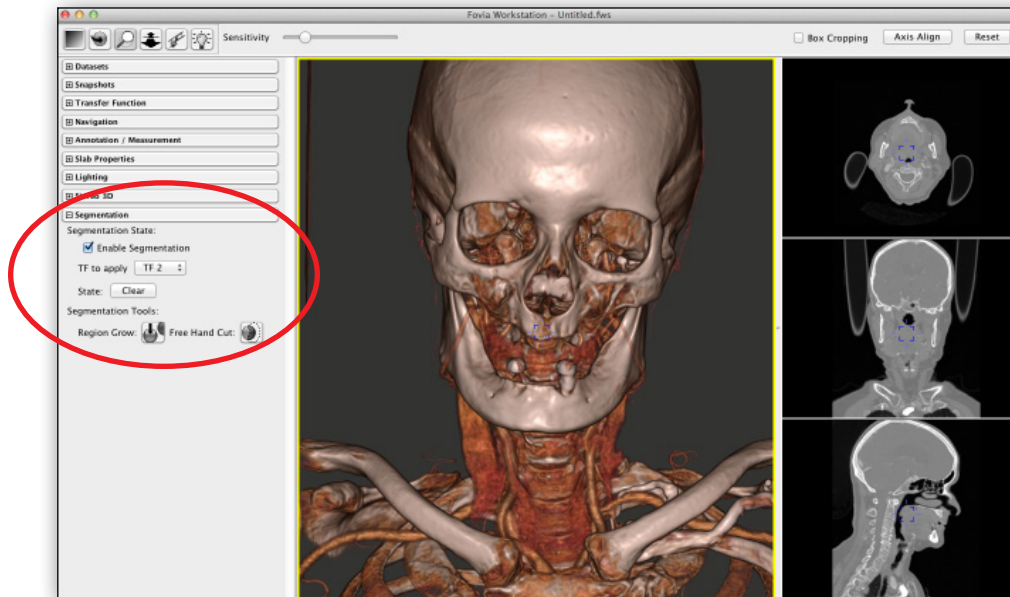 Fovia Workstation – Untitled.fws
Sensitivity
Box Cropping Axis Align Reset
Datasets
Snapshots
Transfer Function
Navigation
Annotation / Measurement
Slab Properties
Lighting
Stereo 3D
Segmentation
Segmentation State:
Enable Segmentation
TF to apply TF 2
State: Clear
Segmentation Tools:
Region Grow: Free Hand Cut: